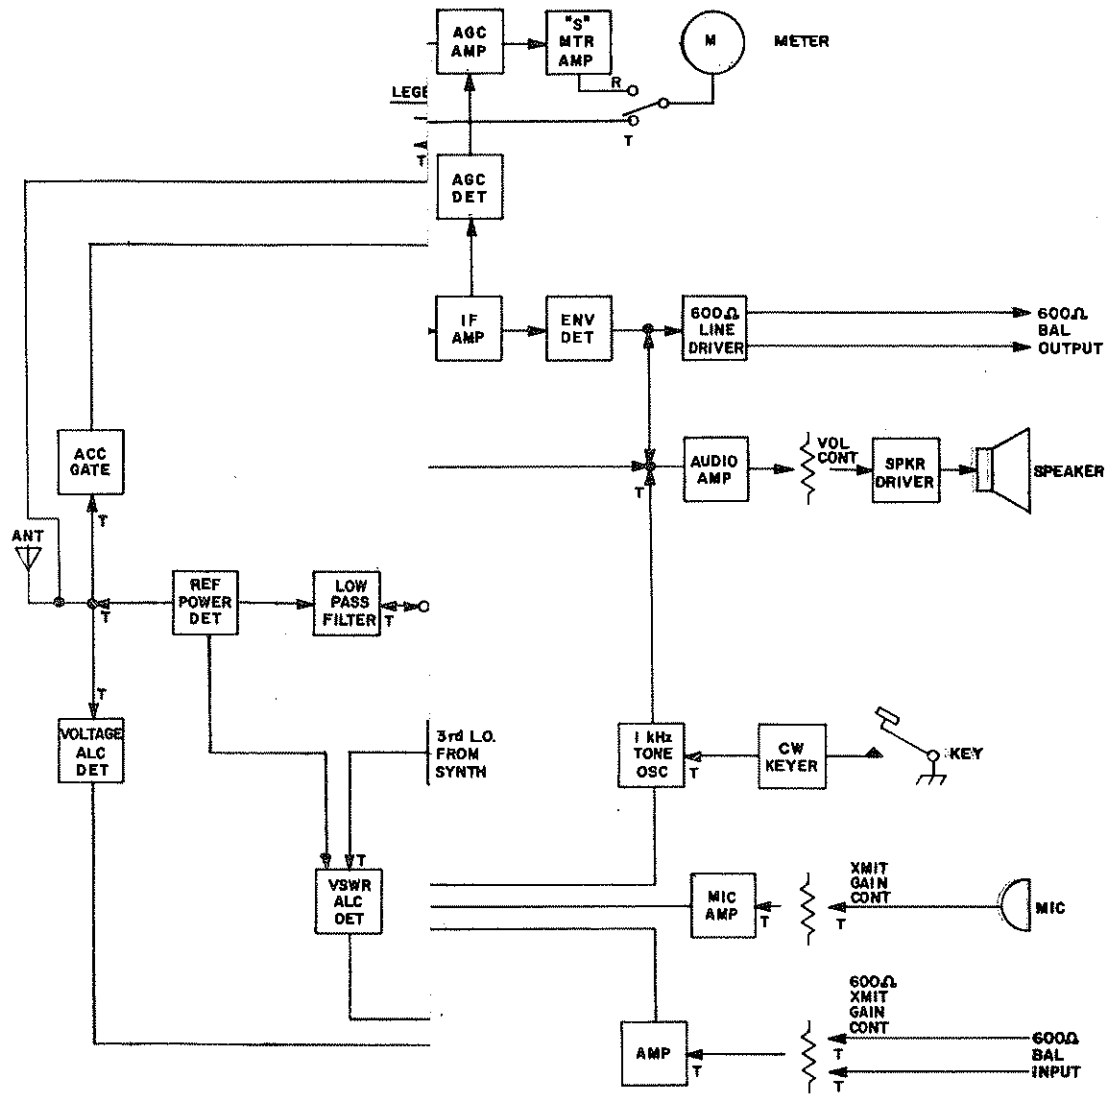 AGC
AMP
"S"
MTR
AMP
M
METER
R
LEGE
T
T
AGC
DET
IF
AMP
ENV
DET
600Ω
LINE
DRIVER
600Ω
BAL
OUTPUT
ACC
GATE
T
AUDIO
AMP
T
VOL
CONT
SPKR
DRIVER
SPEAKER
ANT
T
REF
POWER
DET
LOW
PASS
FILTER
T
T
VOLTAGE
ALC
DET
3rd L.O.
FROM
SYNTH
1 kHz
TONE
OSC
T
CW
KEYER
KEY
T
VSWR
ALC
DET
MIC
AMP
T
XMIT
GAIN
CONT
T
MIC
600Ω
XMIT
GAIN
CONT
AMP
T
T
T
600Ω
BAL
INPUT